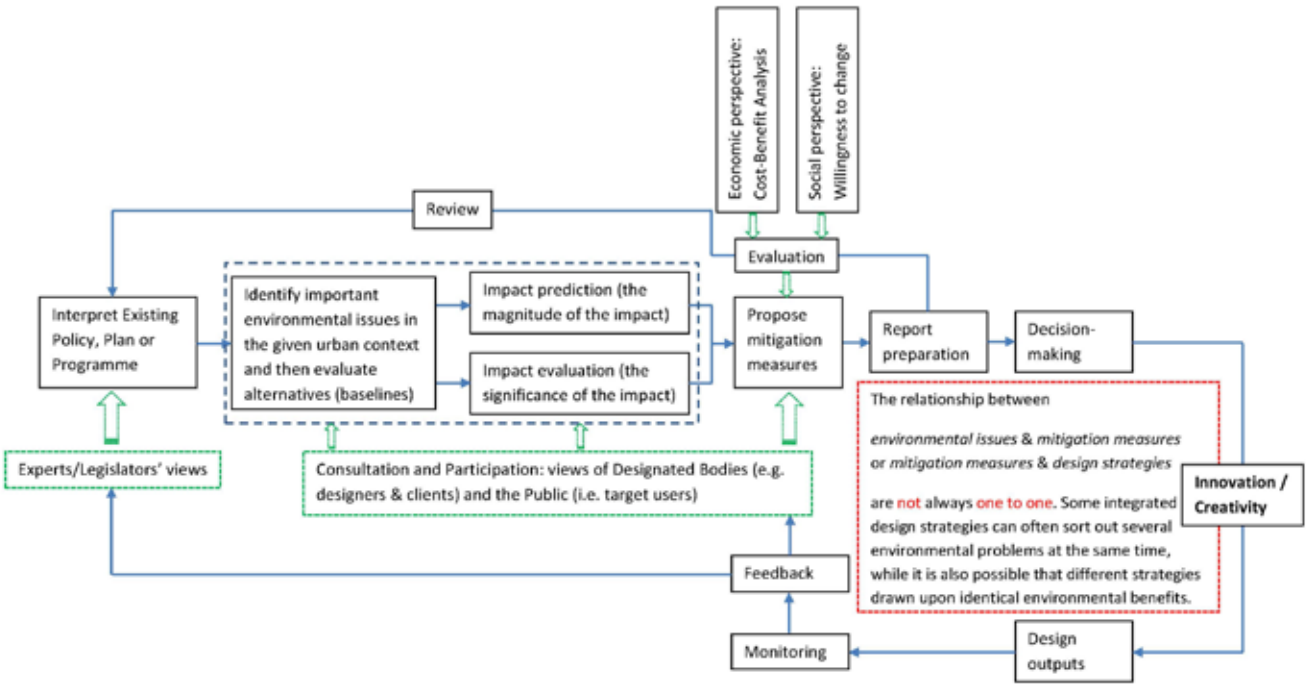 Economic perspective:
Cost-Benefit Analysis
Social perspective:
Willingness to change
Review
Evaluation
Interpret Existing
Policy, Plan or
Programme
Identify important
environmental issues in
the given urban context
and then evaluate
alternatives (baselines)
Impact prediction (the
magnitude of the impact)
Impact evaluation (the
significance of the impact)
Propose
mitigation
measures
Report
preparation
Decision-
making
Experts/Legislators' views
Consultation and Participation: views of Designated Bodies (e.g.
designers & clients) and the Public (i.e. target users)
The relationship between
environmental issues & mitigation measures
or mitigation measures & design strategies
are not always one to one. Some integrated
design strategies can often sort out several
environmental problems at the same time,
while it is also possible that different strategies
drawn upon identical environmental benefits.
Innovation /
Creativity
Feedback
Monitoring
Design
outputs